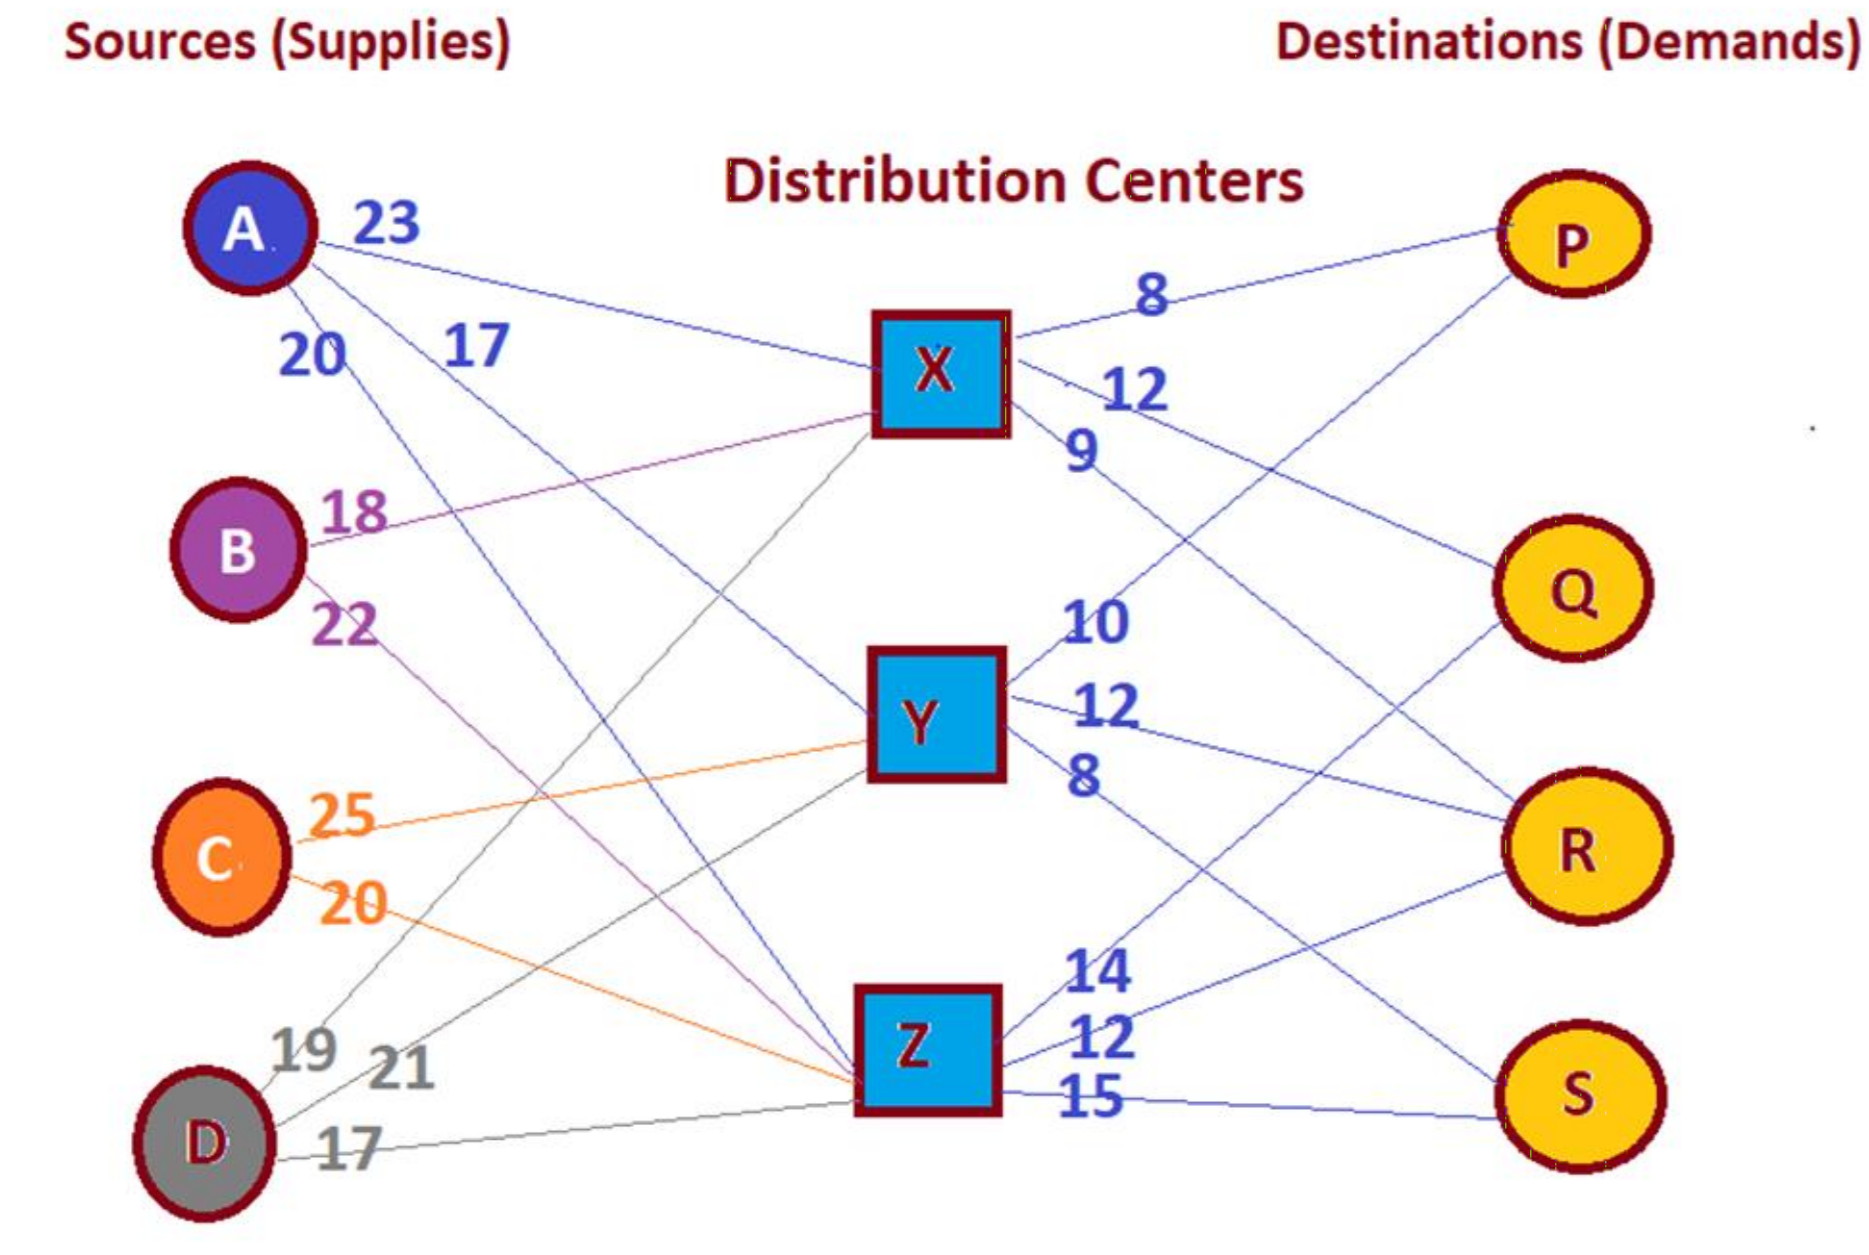 Sources (Supplies)
Destinations (Demands)
Distribution Centers
A
23
20
17
B
18
22
C
25
20
D
19
21
17
X
8
12
9
Y
10
12
8
Z
14
12
15
P
Q
R
S